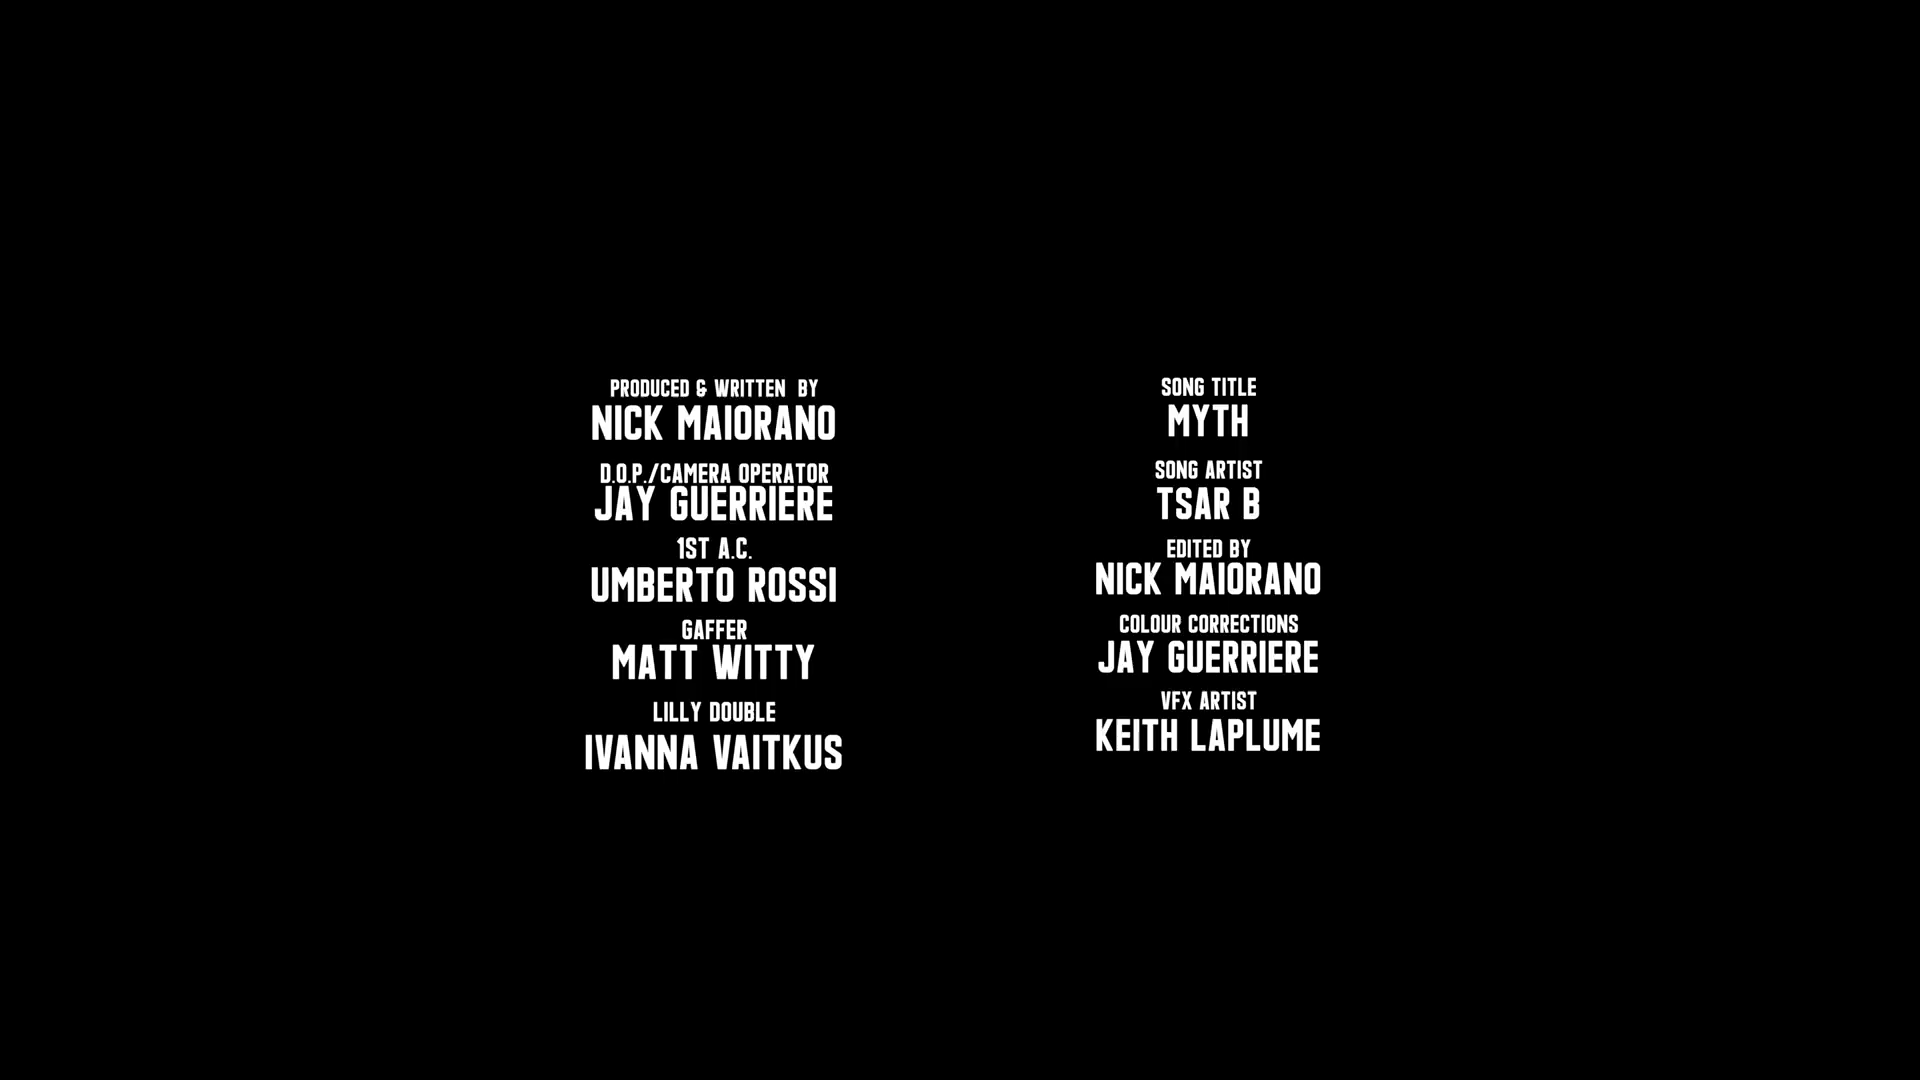 PRODUCED & WRITTEN BY
NICK MAIORANO
D.O.P./CAMERA OPERATOR
JAY GUERRIERE
1ST A.C.
UMBERTO ROSSI
GAFFER
MATT WITTY
LILLY DOUBLE
IVANNA VAITKUS
SONG TITLE
MYTH
SONG ARTIST
TSAR B
EDITED BY
NICK MAIORANO
COLOUR CORRECTIONS
JAY GUERRIERE
VFX ARTIST
KEITH LAPLUME